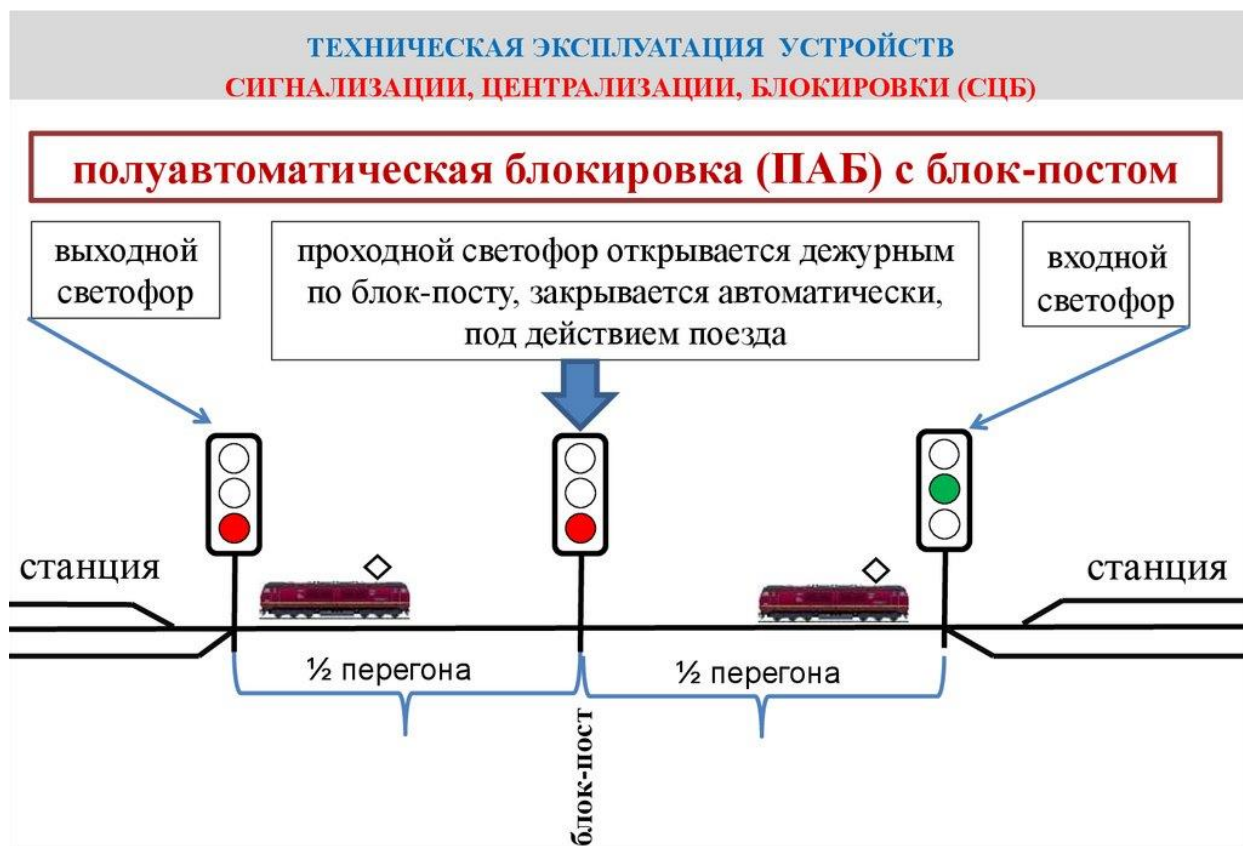 ТЕХНИЧЕСКАЯ ЭКСПЛУАТАЦИЯ УСТРОЙСТВ
СИГНАЛИЗАЦИИ, ЦЕНТРАЛИЗАЦИИ, БЛОКИРОВКИ (СЦБ)
полуавтоматическая блокировка (ПАБ) с блок-постом
выходной
светофор
проходной светофор открывается дежурным
по блок-посту, закрывается автоматически,
под действием поезда
входной
светофор
станция
станция
½ перегона
½ перегона
блок-пост